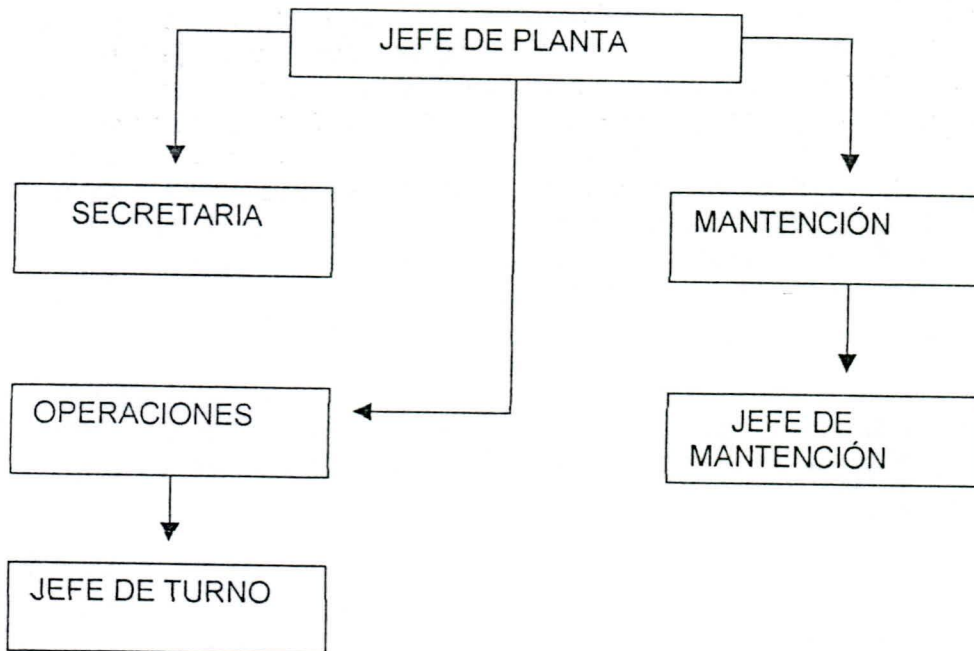 JEFE DE PLANTA
SECRETARIA
MANTENCIÓN
OPERACIONES
JEFE DE
MANTENCIÓN
JEFE DE TURNO